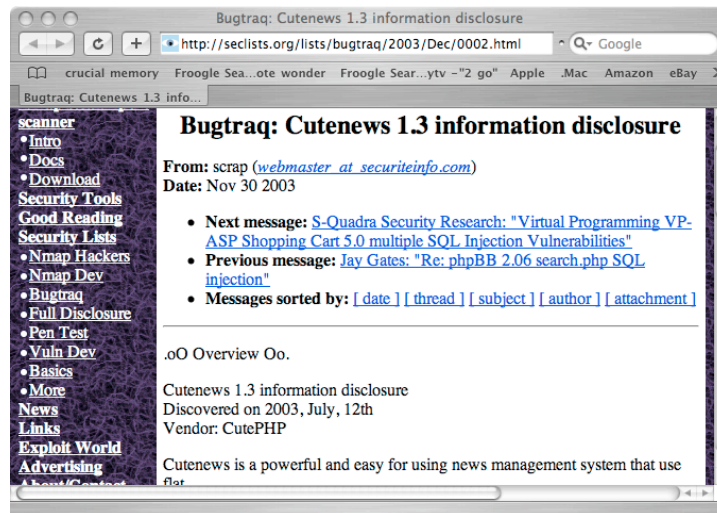 Bugtraq: Cutenews 1.3 information disclosure
http://seclists.org/lists/bugtraq/2003/Dec/0002.html
Google
crucial memory Froogle Sea...ote wonder Froogle Sear...ytv -"2 go" Apple .Mac Amazon eBay
Bugtraq: Cutenews 1.3 info...
scanner
•Intro
•Docs
•Download
Security Tools
Good Reading
Security Lists
•Nmap Hackers
•Nmap Dev
•Bugtraq
•Full Disclosure
•Pen Test
•Vuln Dev
•Basics
•More
News
Links
Exploit World
Advertising
About/Contact
Bugtraq: Cutenews 1.3 information disclosure
From: scrap (webmaster_at_securiteinfo.com)
Date: Nov 30 2003
• Next message: S-Quadra Security Research: "Virtual Programming VP-
ASP Shopping Cart 5.0 multiple SQL Injection Vulnerabilities"
• Previous message: Jay Gates: "Re: phpBB 2.06 search.php SQL
injection"
• Messages sorted by: [ date ] [ thread ] [ subject ] [ author ] [ attachment ]
.oO Overview Oo.
Cutenews 1.3 information disclosure
Discovered on 2003, July, 12th
Vendor: CutePHP
Cutenews is a powerful and easy for using news management system that use
flat